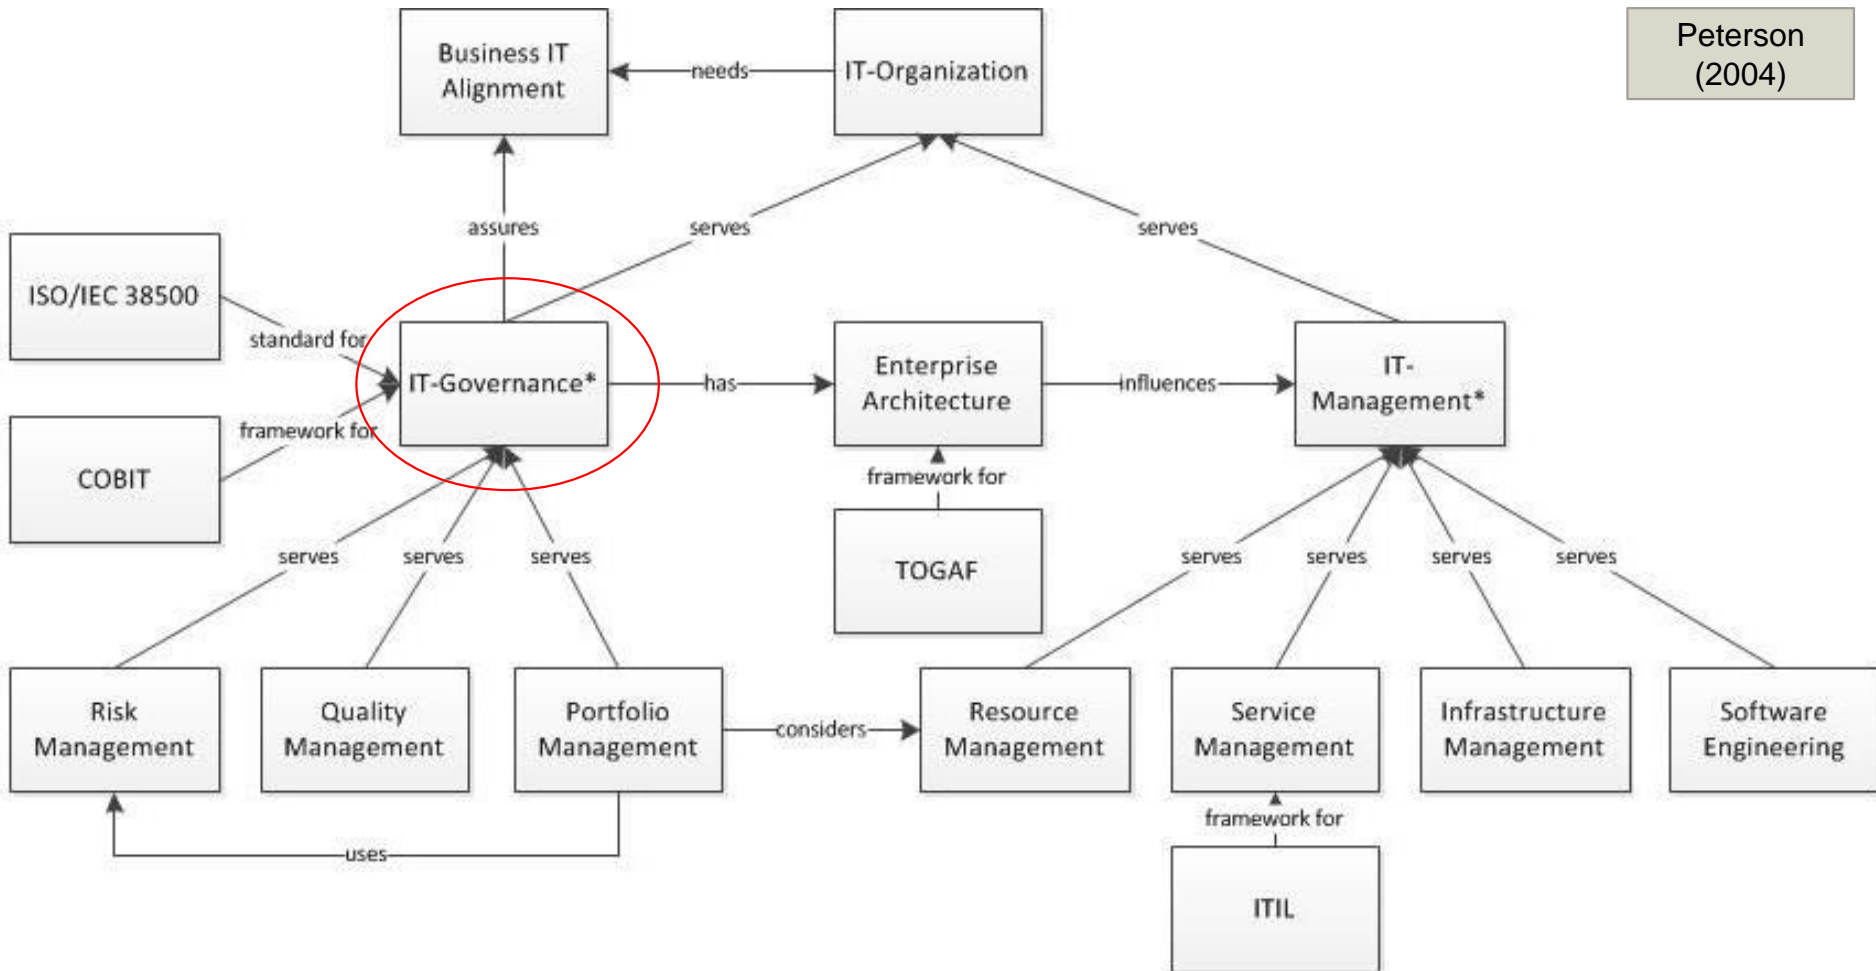 Peterson
(2004)
Business IT
Alignment
needs
IT-Organization
assures
serves
serves
ISO/IEC 38500
standard for
IT-Governance*
has
Enterprise
Architecture
influences
IT-
Management*
COBIT
framework for
framework for
TOGAF
serves
serves
serves
serves
serves
serves
serves
Risk
Management
Quality
Management
Portfolio
Management
considers
Resource
Management
Service
Management
Infrastructure
Management
Software
Engineering
uses
framework for
ITIL